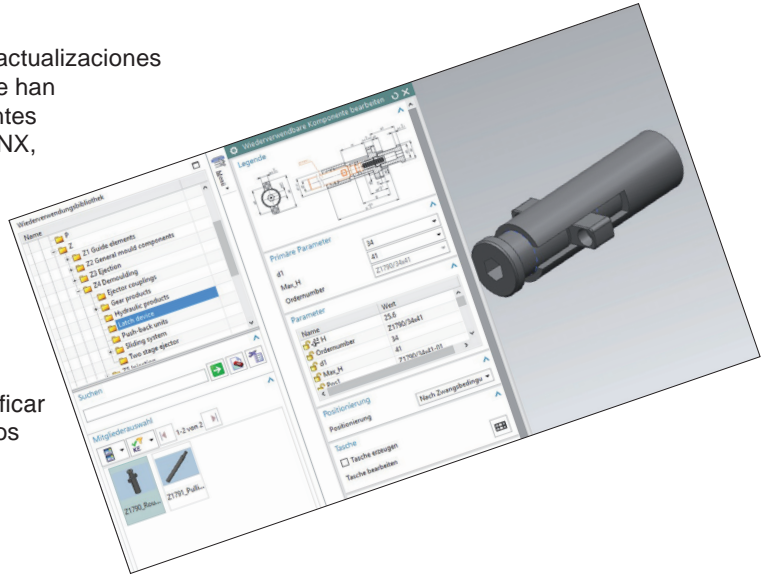 actualizaciones
e han
ntes
NX,
ficar
os
Wiederverwendungsbibliothek
Name
P
Z
Z1 Guide elements
Z2 General mould components
Z3 Ejection
Z4 Demoulding
Ejector couplings
Gear products
Hydraulic products
Latch device
Push-back units
Sliding system
Two stage ejector
Suchen
Mitgliederauswahl
KE
1-2 von 2
Z1790_Rou...
Z1791_Pulli...
Menü
Wiederverwendbare Komponente bearbeiten
Legende
Primäre Parameter
d1 34
Max_H 41
Ordernumber Z1790/34x41
Parameter
Name Wert
H 25.6
Ordernumber Z1790/34x41
d1 34
Max_H 41
Pos1 Z1790/34x41-01
Positionierung
Positionierung Nach Zwangsbedingu
Tasche
Tasche erzeugen
Tasche bearbeiten